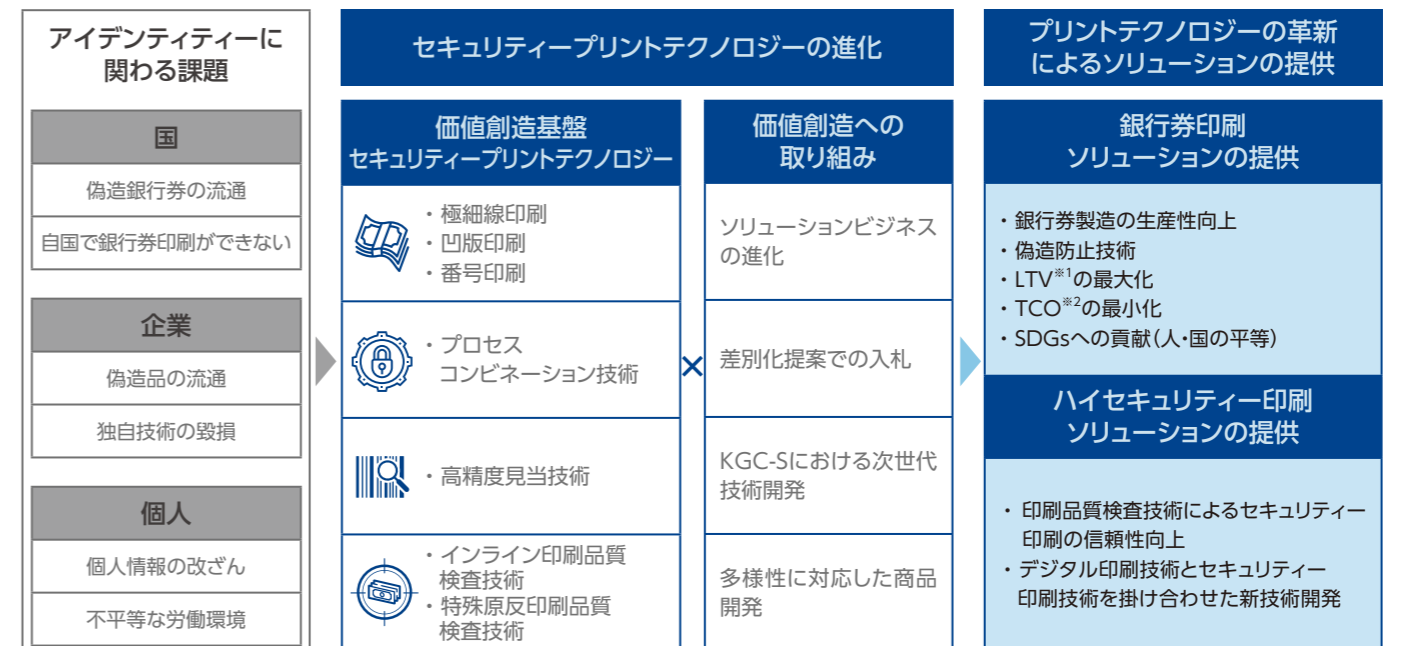 アイデンティティーに
関わる課題
国
偽造銀行券の流通
自国で銀行券印刷ができない
企業
偽造品の流通
独自技術の毀損
個人
個人情報の改ざん
不平等な労働環境
セキュリティープリントテクノロジーの進化
価値創造基盤
セキュリティープリントテクノロジー
・極細線印刷
・凹版印刷
・番号印刷
・プロセス
コンビネーション技術
・高精度見当技術
・インライン印刷品質
検査技術
・特殊原反印刷品質
検査技術
×
価値創造への
取り組み
ソリューションビジネス
の進化
差別化提案での入札
KGC-Sにおける次世代
技術開発
多様性に対応した商品
開発
プリントテクノロジーの革新
によるソリューションの提供
銀行券印刷
ソリューションの提供
・銀行券製造の生産性向上
・偽造防止技術
・LTV※1の最大化
・TCO※2の最小化
・SDGsへの貢献(人・国の平等)
ハイセキュリティー印刷
ソリューションの提供
・印刷品質検査技術によるセキュリティー
印刷の信頼性向上
・デジタル印刷技術とセキュリティー
印刷技術を掛け合わせた新技術開発